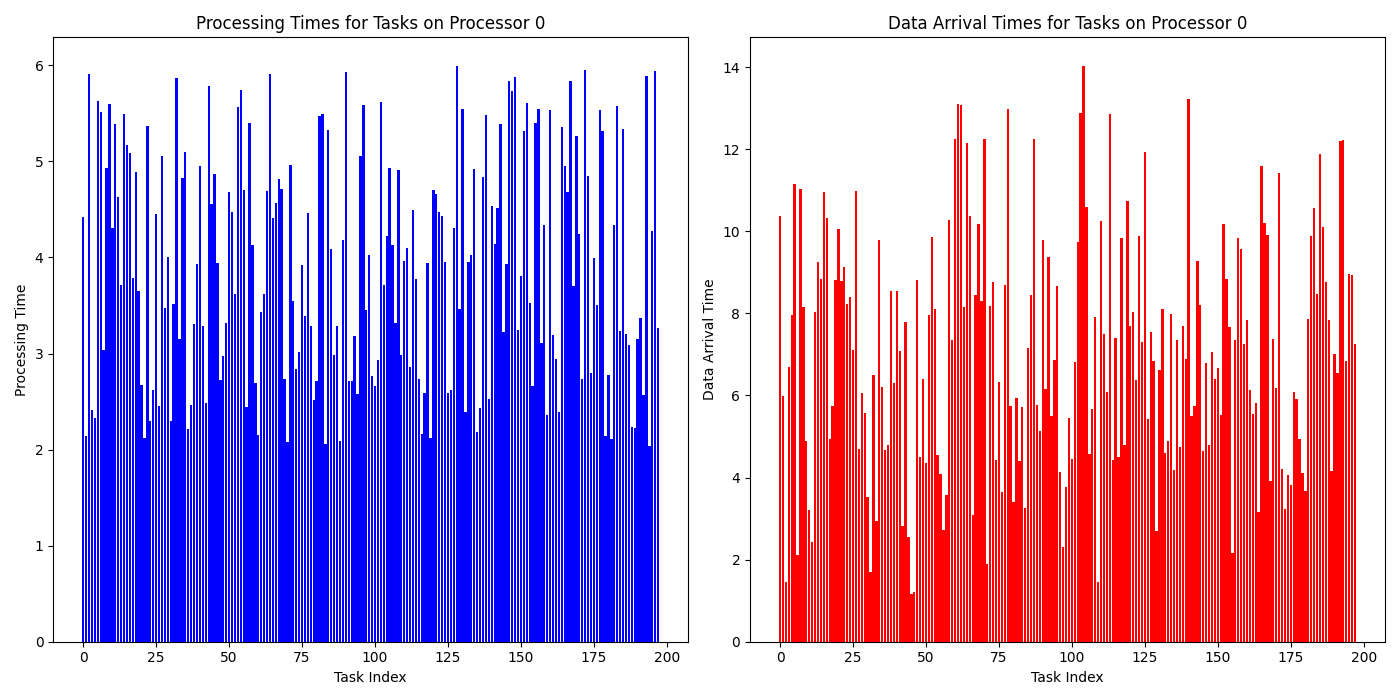 Processing Times for Tasks on Processor 0
Processing Time
6
5
4
3
2
1
0
0 25 50 75 100 125 150 175 200
Task Index
Data Arrival Times for Tasks on Processor 0
Data Arrival Time
14
12
10
8
6
4
2
0
0 25 50 75 100 125 150 175 200
Task Index